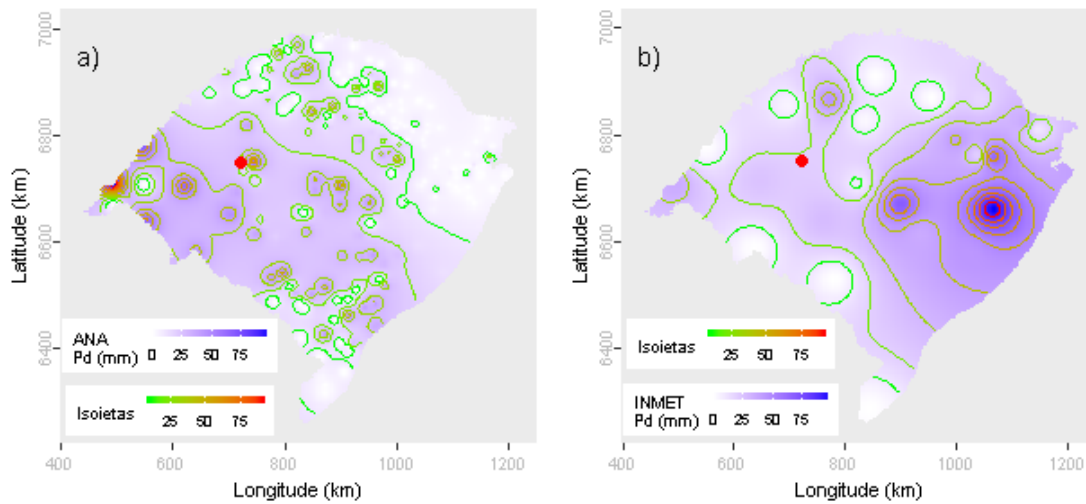 a)
7000
6800
6600
6400
Latitude (km)
ANA
Pd (mm)
0 25 50 75
Isoietas
25 50 75
400 600 800 1000 1200
Longitude (km)
b)
7000
6800
6600
6400
Latitude (km)
Isoietas
25 50 75
INMET
Pd (mm)
0 25 50 75
400 600 800 1000 1200
Longitude (km)